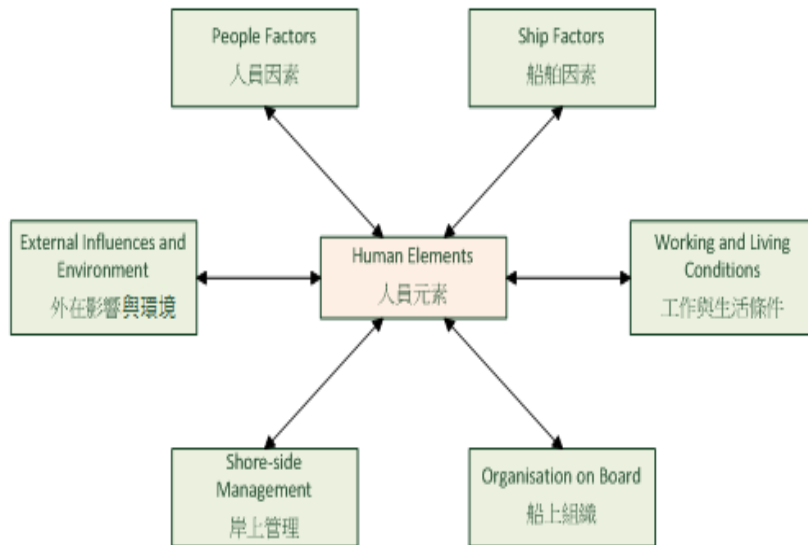 People Factors
人員因素
Ship Factors
船舶因素
External Influences and
Environment
外在影響與環境
Human Elements
人員元素
Working and Living
Conditions
工作與生活條件
Shore-side
Management
岸上管理
Organisation on Board
船上組織